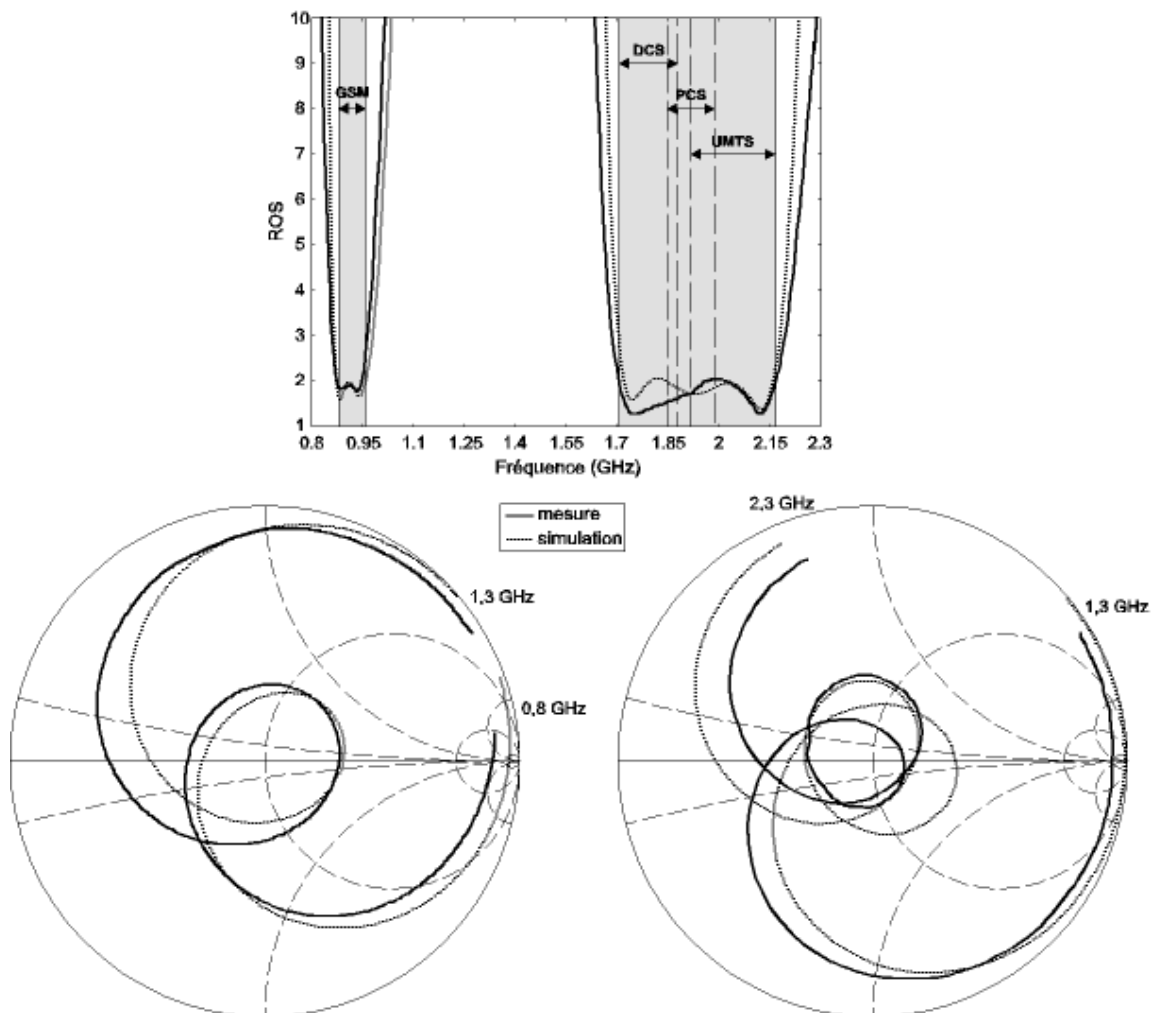 10
9
8
7
6
5
4
3
2
1
ROS
GSM
DCS
PCS
UMTS
0.8 0.95 1.1 1.25 1.4 1.55 1.7 1.85 2 2.15 2.3
Fréquence (GHz)
mesure
simulation
1,3 GHz
0,8 GHz
2,3 GHz
1,3 GHz